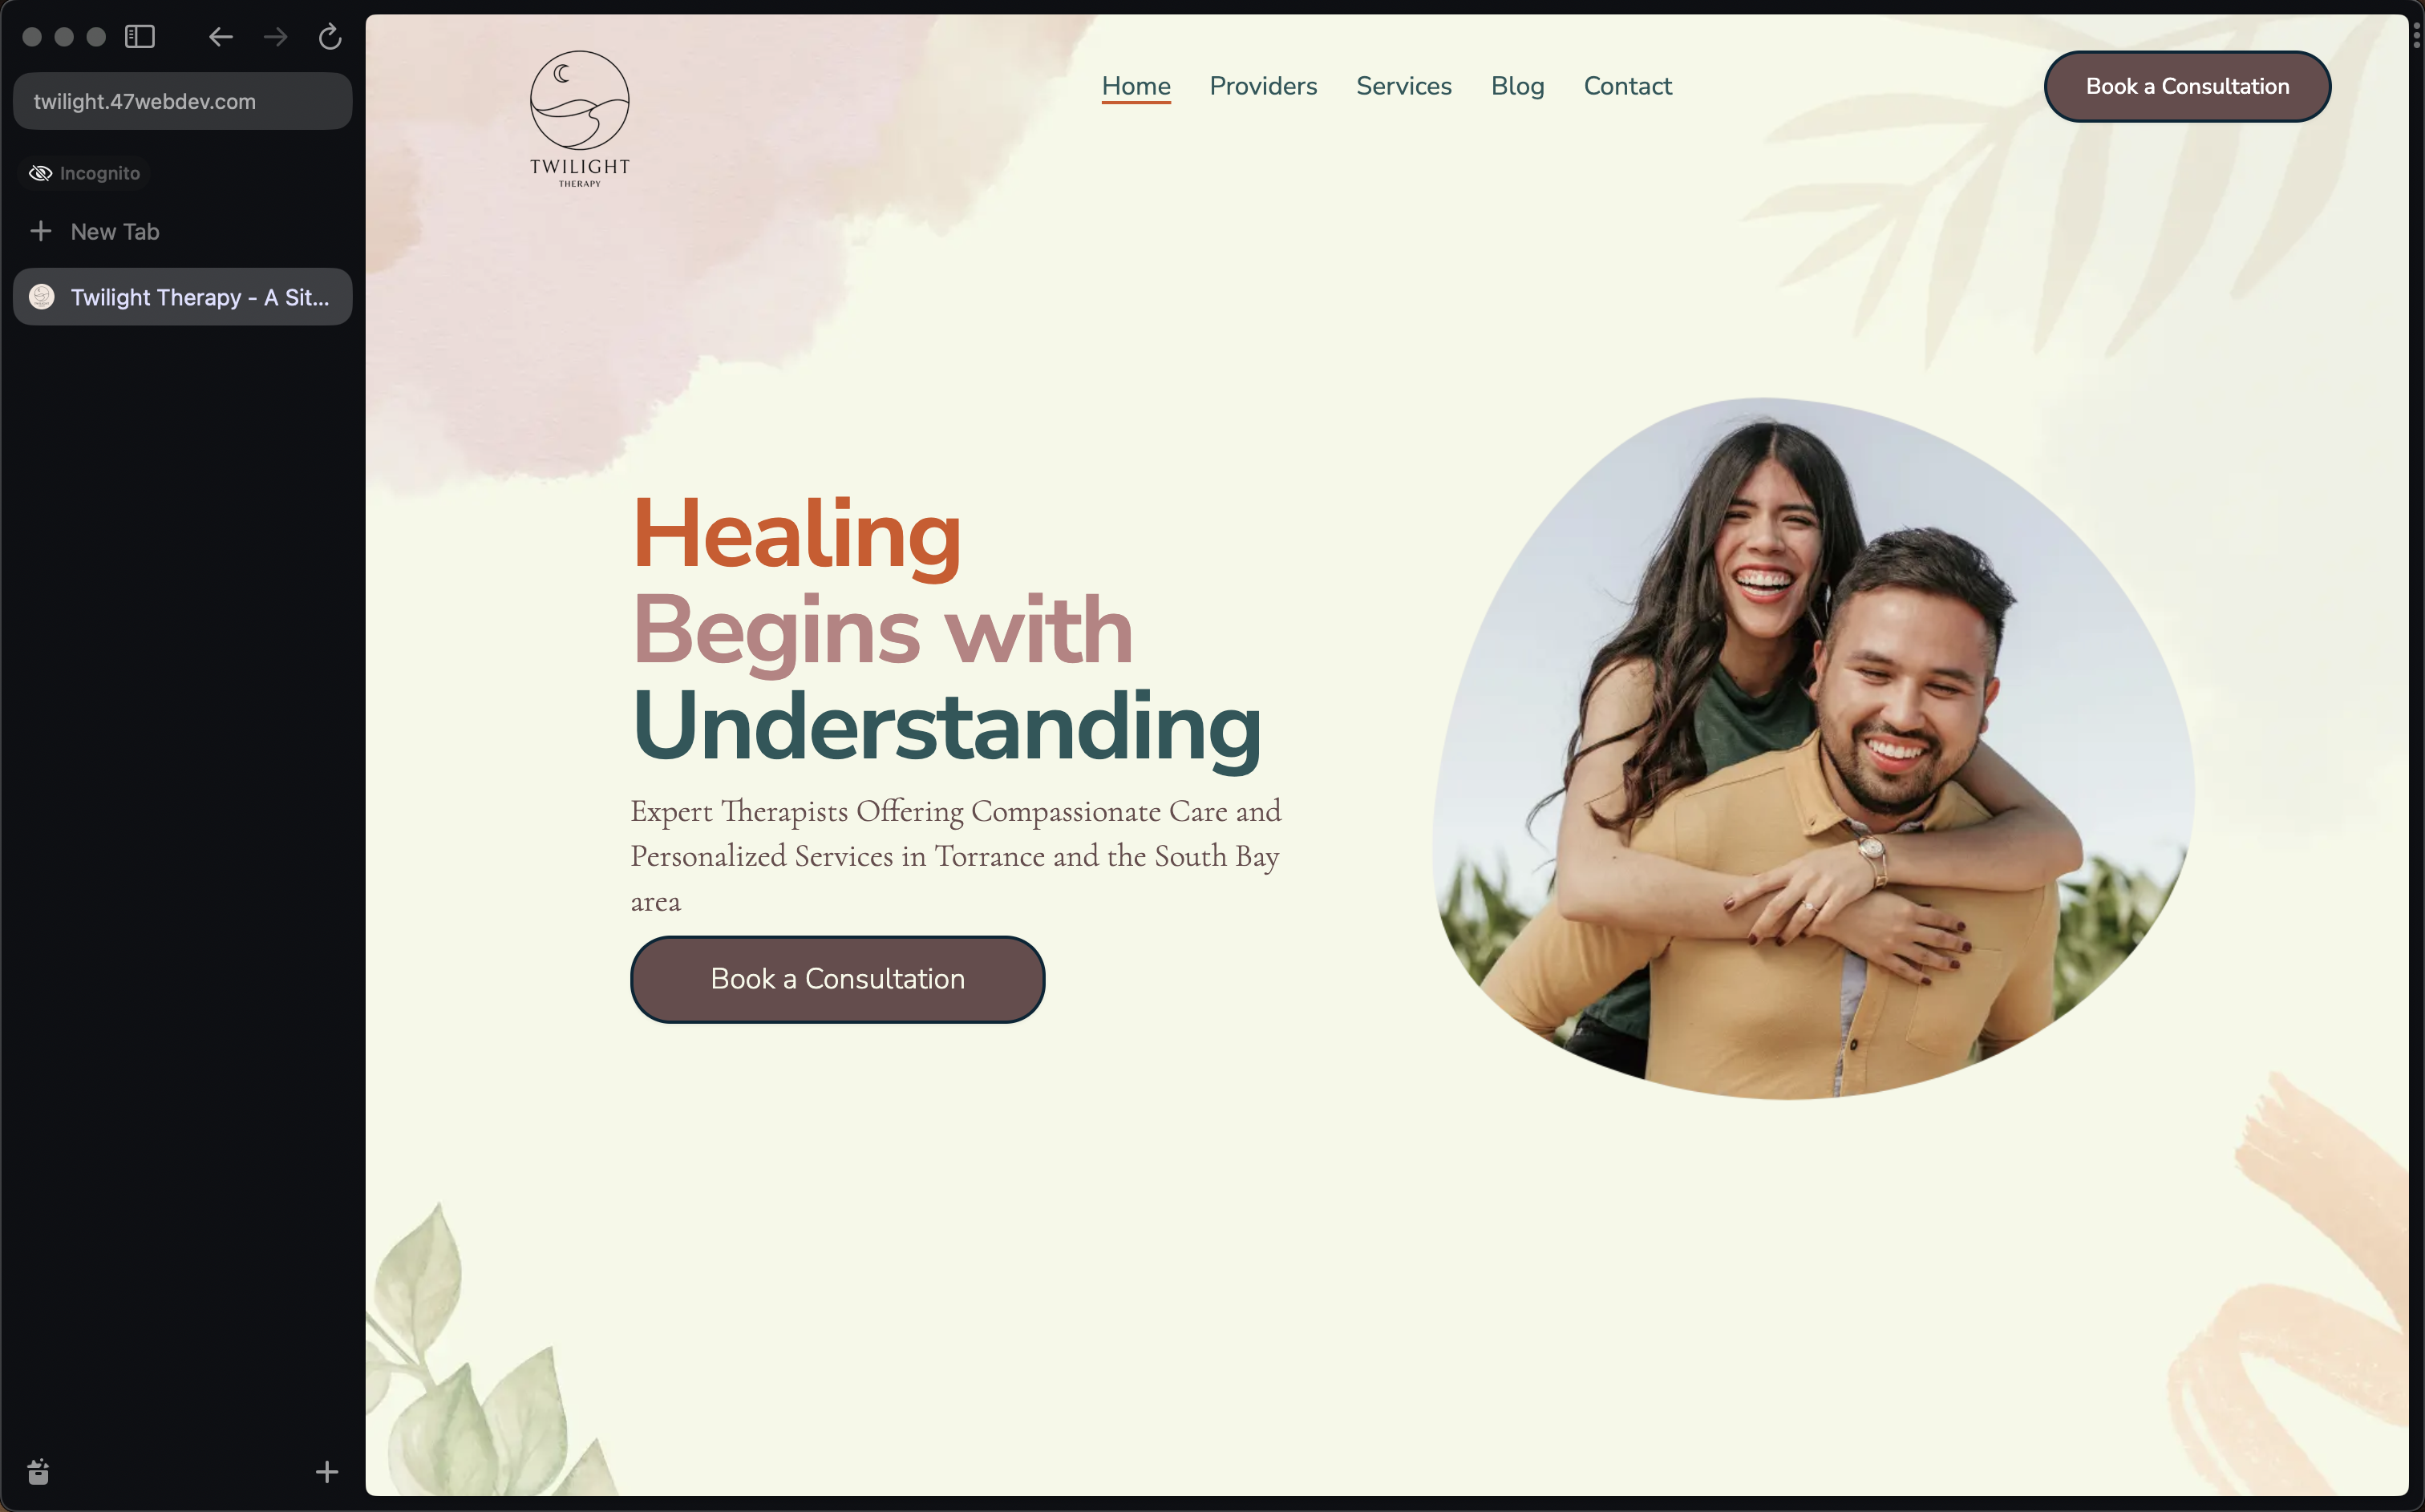 twilight.47webdev.com
Incognito
New Tab
Twilight Therapy - A Sit...
TWILIGHT
THERAPY
Home Providers Services Blog Contact
Book a Consultation
Healing
Begins with
Understanding
Expert Therapists Offering Compassionate Care and
Personalized Services in Torrance and the South Bay
area
Book a Consultation